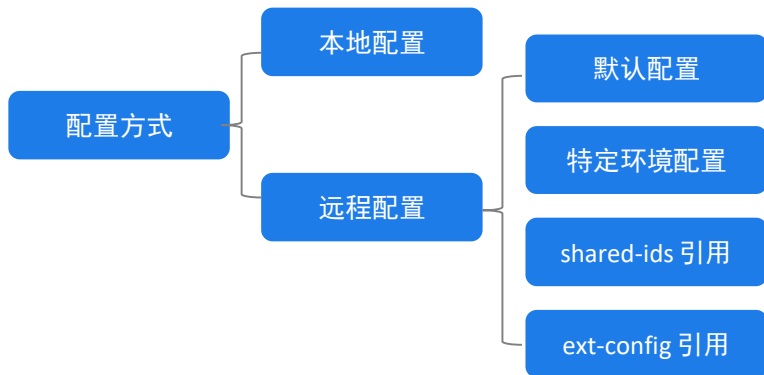 配置方式
本地配置
远程配置
默认配置
特定环境配置
shared-ids 引用
ext-config 引用